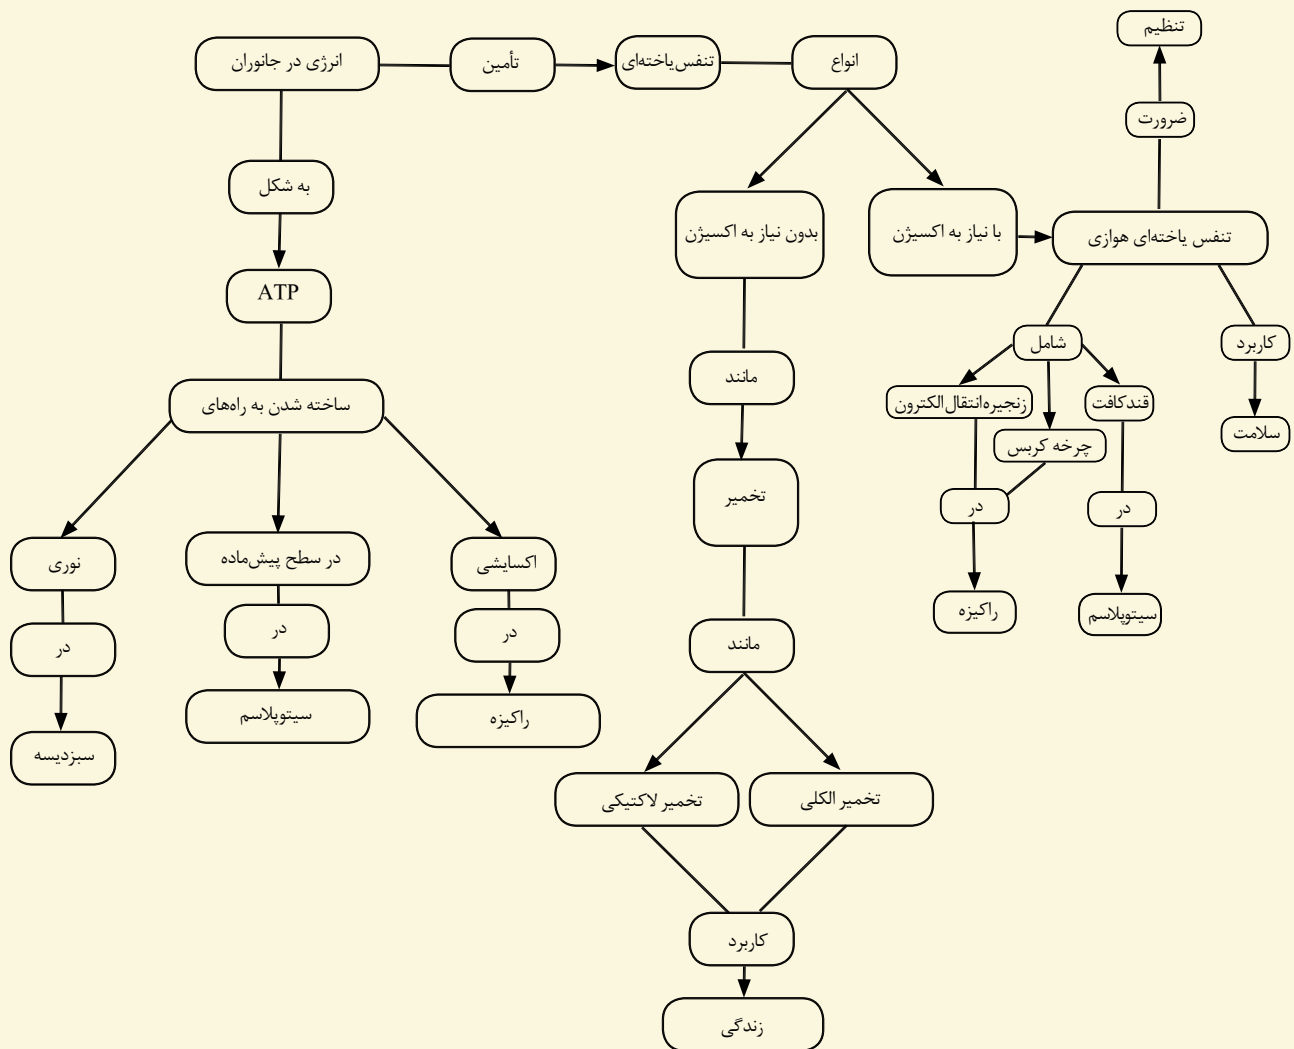 تنظیم
ضرورت
انرژی در جانوران
تأمین
تنفس‌یاخته‌ای
انواع
به شکل
ATP
ساخته شدن به راه‌های
نوری
در
سبزدیسه
در سطح پیش‌ماده
در
سیتوپلاسم
اکسایشی
در
راکیزه
بدون نیاز به اکسیژن
با نیاز به اکسیژن
تنفس یاخته‌ای هوازی
مانند
تخمیر
مانند
تخمیر لاکتیکی
تخمیر الکلی
کاربرد
زندگی
شامل
کاربرد
سلامت
زنجیره‌انتقال‌الکترون
چرخه کربس
قندکافت
در
راکیزه
در
سیتوپلاسم